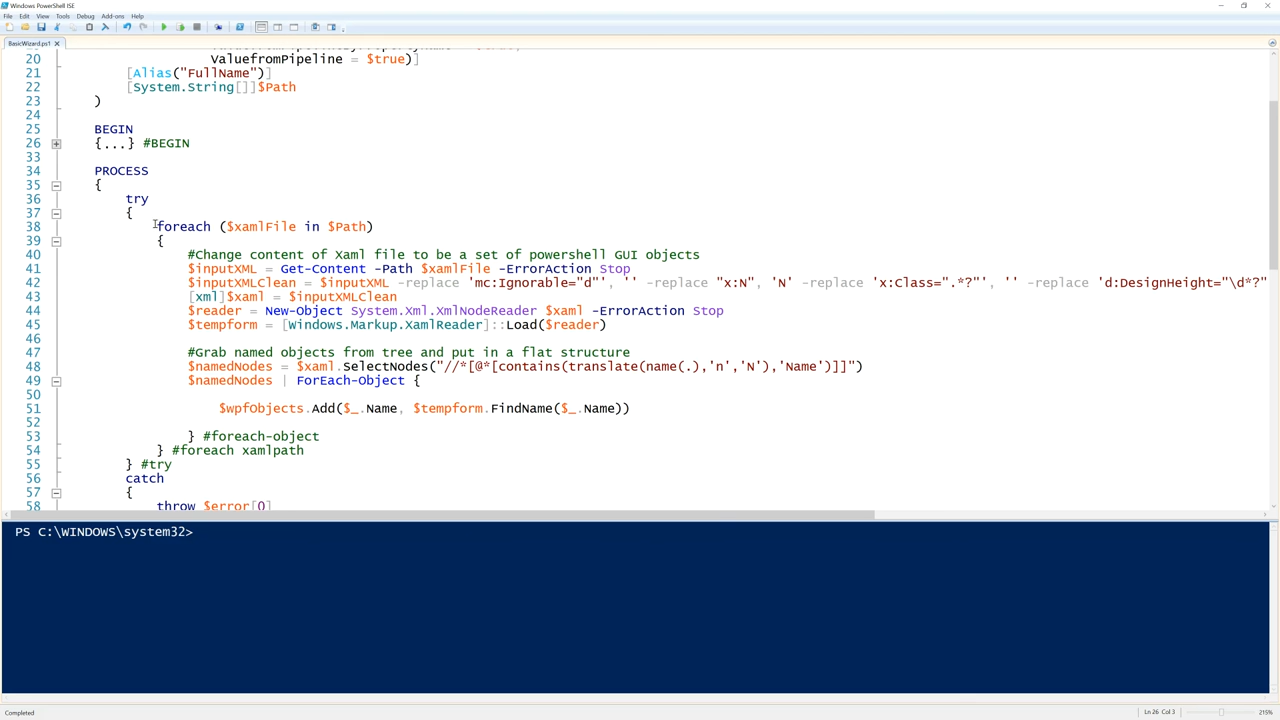 Windows PowerShell ISE
File Edit View Tools Debug Add-ons Help
BasicWizard.ps1
20 ValuefromPipeline = $true)]
21 [Alias("FullName")]
22 [System.String[]]$Path
23 )
24
25 BEGIN
26 {...} #BEGIN
33
34 PROCESS
35 {
36 try
37 {
38 foreach ($xamlFile in $Path)
39 {
40 #Change content of Xaml file to be a set of powershell GUI objects
41 $inputXML = Get-Content -Path $xamlFile -ErrorAction Stop
42 $inputXMLClean = $inputXML -replace 'mc:Ignorable="d"', '' -replace "x:N", 'N' -replace 'x:Class=".*?"', '' -replace 'd:DesignHeight="\d*?"
43 [xml]$xaml = $inputXMLClean
44 $reader = New-Object System.Xml.XmlNodeReader $xaml -ErrorAction Stop
45 $tempform = [Windows.Markup.XamlReader]::Load($reader)
46
47 #Grab named objects from tree and put in a flat structure
48 $namedNodes = $xaml.SelectNodes("//*[@*[contains(translate(name(.),'n','N'),'Name')]]")
49 $namedNodes | ForEach-Object {
50
51 $wpfObjects.Add($_.Name, $tempform.FindName($_.Name))
52
53 } #foreach-object
54 } #foreach xamlpath
55 } #try
56 catch
57 {
58 throw $error[0]
PS C:\WINDOWS\system32>
Completed
Ln 26 Col 3
215%